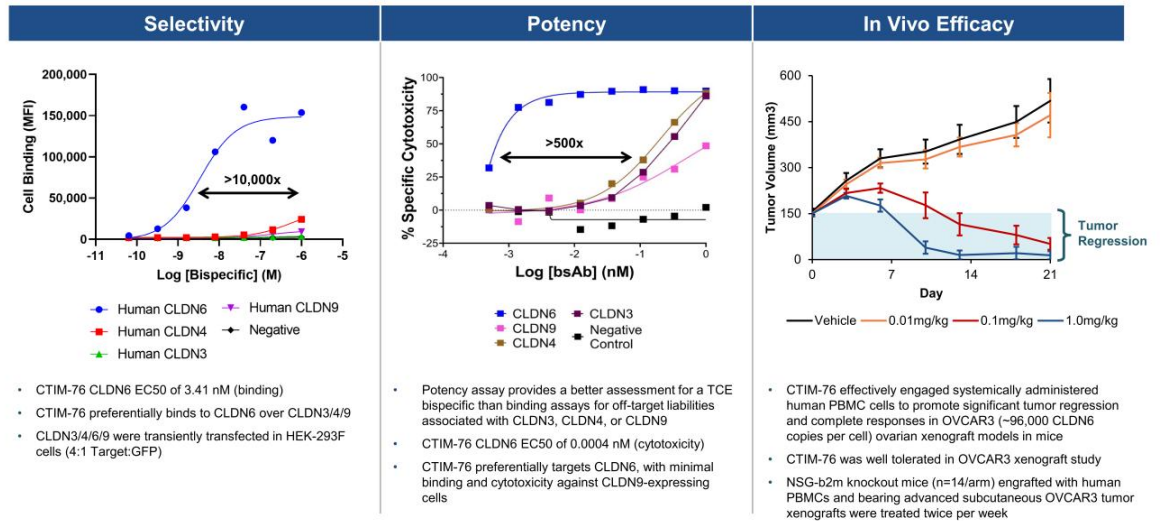 Selectivity
Potency
In Vivo Efficacy
Cell Binding (MFI)
200,000
150,000
100,000
50,000
0
>10,000x
-11
-10
-9
-8
-7
-6
-5
Log [Bispecific] (M)
Human CLDN6
Human CLDN9
Human CLDN4
Negative
Human CLDN3
% Specific Cytotoxicity
100
75
50
25
0
-25
>500x
-4
-3
-2
-1
0
Log [bsAb] (nM)
CLDN6
CLDN3
CLDN9
Negative
Control
CLDN4
Tumor Volume (mm3)
600
450
300
150
0
Tumor
Regression
0
7
14
21
Day
Vehicle
0.01mg/kg
0.1mg/kg
1.0mg/kg
• CTIM-76 CLDN6 EC50 of 3.41 nM (binding)
• CTIM-76 preferentially binds to CLDN6 over CLDN3/4/9
• CLDN3/4/6/9 were transiently transfected in HEK-293F
cells (4:1 Target:GFP)
• Potency assay provides a better assessment for a TCE
bispecific than binding assays for off-target liabilities
associated with CLDN3, CLDN4, or CLDN9
• CTIM-76 CLDN6 EC50 of 0.0004 nM (cytotoxicity)
• CTIM-76 preferentially targets CLDN6, with minimal
binding and cytotoxicity against CLDN9-expressing
cells
• CTIM-76 effectively engaged systemically administered
human PBMC cells to promote significant tumor regression
and complete responses in OVCAR3 (~96,000 CLDN6
copies per cell) ovarian xenograft models in mice
• CTIM-76 was well tolerated in OVCAR3 xenograft study
• NSG-b2m knockout mice (n=14/arm) engrafted with human
PBMCs and bearing advanced subcutaneous OVCAR3 tumor
xenografts were treated twice per week